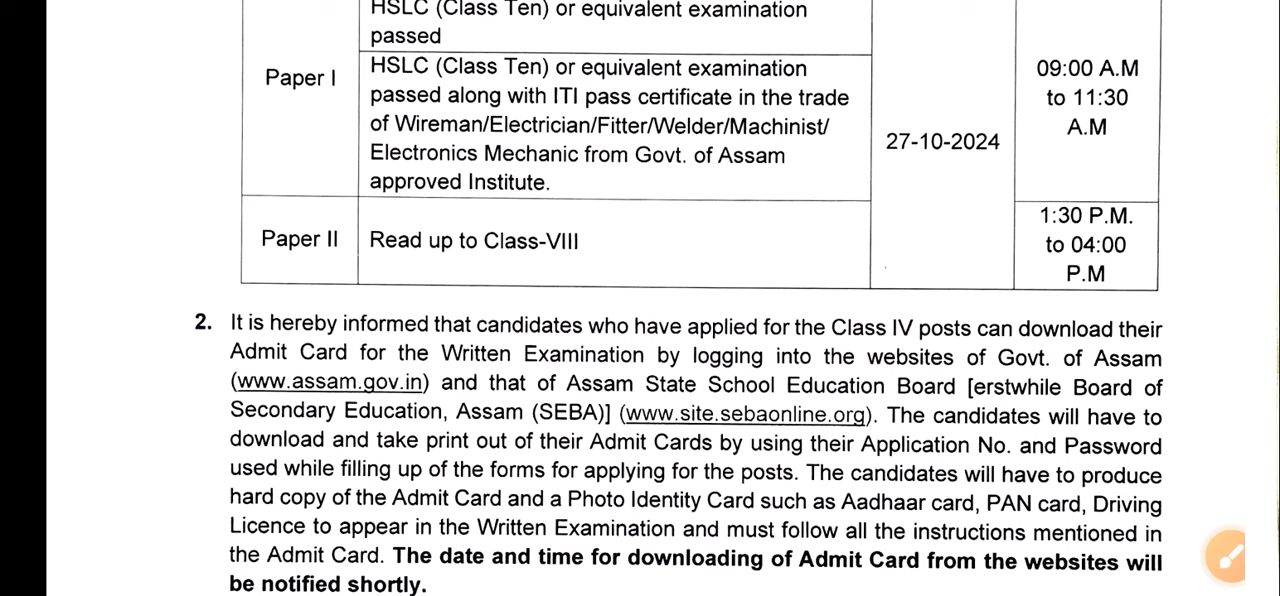 HSLC (Class Ten) or equivalent examination
passed
Paper I
HSLC (Class Ten) or equivalent examination
passed along with ITI pass certificate in the trade
of Wireman/Electrician/Fitter/Welder/Machinist/
Electronics Mechanic from Govt. of Assam
approved Institute.
27-10-2024
09:00 A.M
to 11:30
A.M
Paper II
Read up to Class-VIII
1:30 P.M.
to 04:00
P.M
2. It is hereby informed that candidates who have applied for the Class IV posts can download their
Admit Card for the Written Examination by logging into the websites of Govt. of Assam
(www.assam.gov.in) and that of Assam State School Education Board [erstwhile Board of
Secondary Education, Assam (SEBA)] (www.site.sebaonline.org). The candidates will have to
download and take print out of their Admit Cards by using their Application No. and Password
used while filling up of the forms for applying for the posts. The candidates will have to produce
hard copy of the Admit Card and a Photo Identity Card such as Aadhaar card, PAN card, Driving
Licence to appear in the Written Examination and must follow all the instructions mentioned in
the Admit Card. The date and time for downloading of Admit Card from the websites will
be notified shortly.